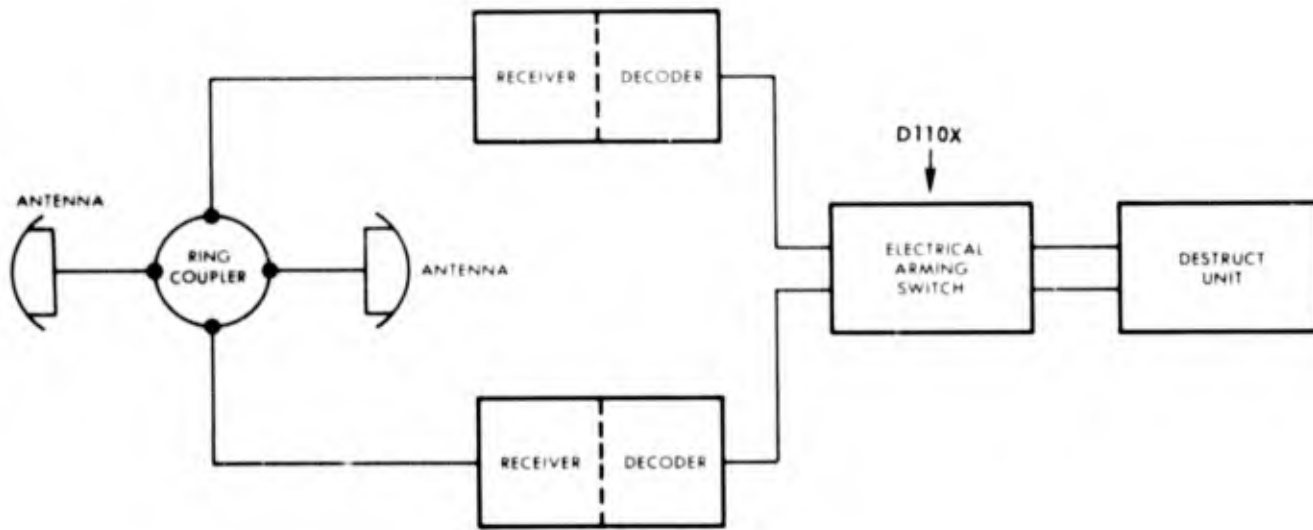 RECEIVER DECODER
D110X
ANTENNA
RING
COUPLER
ANTENNA
ELECTRICAL
ARMING
SWITCH
DESTRUCT
UNIT
RECEIVER DECODER